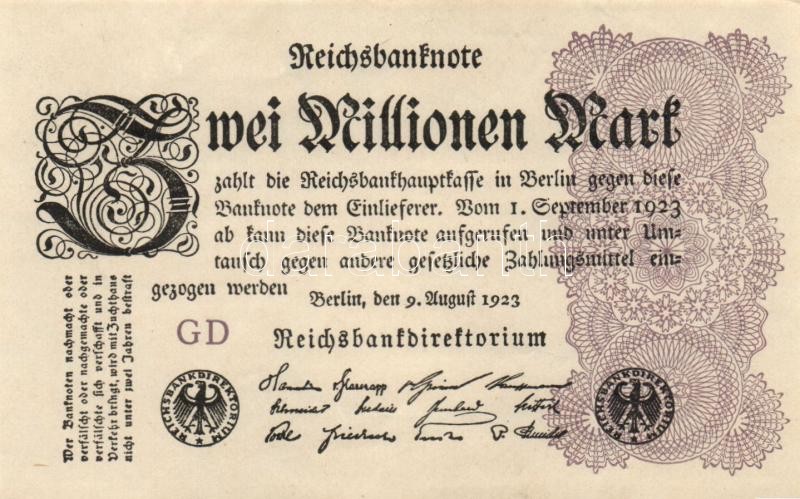 Reichsbanknote
Zwei Millionen Mark
zahlt die Reichsbankhauptkasse in Berlin gegen diese
Banknote dem Einlieferer. Vom 1. September 1923
ab kann diese Banknote aufgerufen und unter Um=
tausch gegen andere gesetzliche Zahlungsmittel ein=
gezogen werden
Berlin, den 9. August 1923
Reichsbankdirektorium
GD
Wer Banknoten nachmacht oder
verfälscht oder nachgemachte oder
verfälschte sich verschafft und in
Verkehr bringt, wird mit Zuchthaus
nicht unter zwei Jahren bestraft
REICHSBANKDIREKTORIUM
REICHSBANKDIREKTORIUM
darabanth